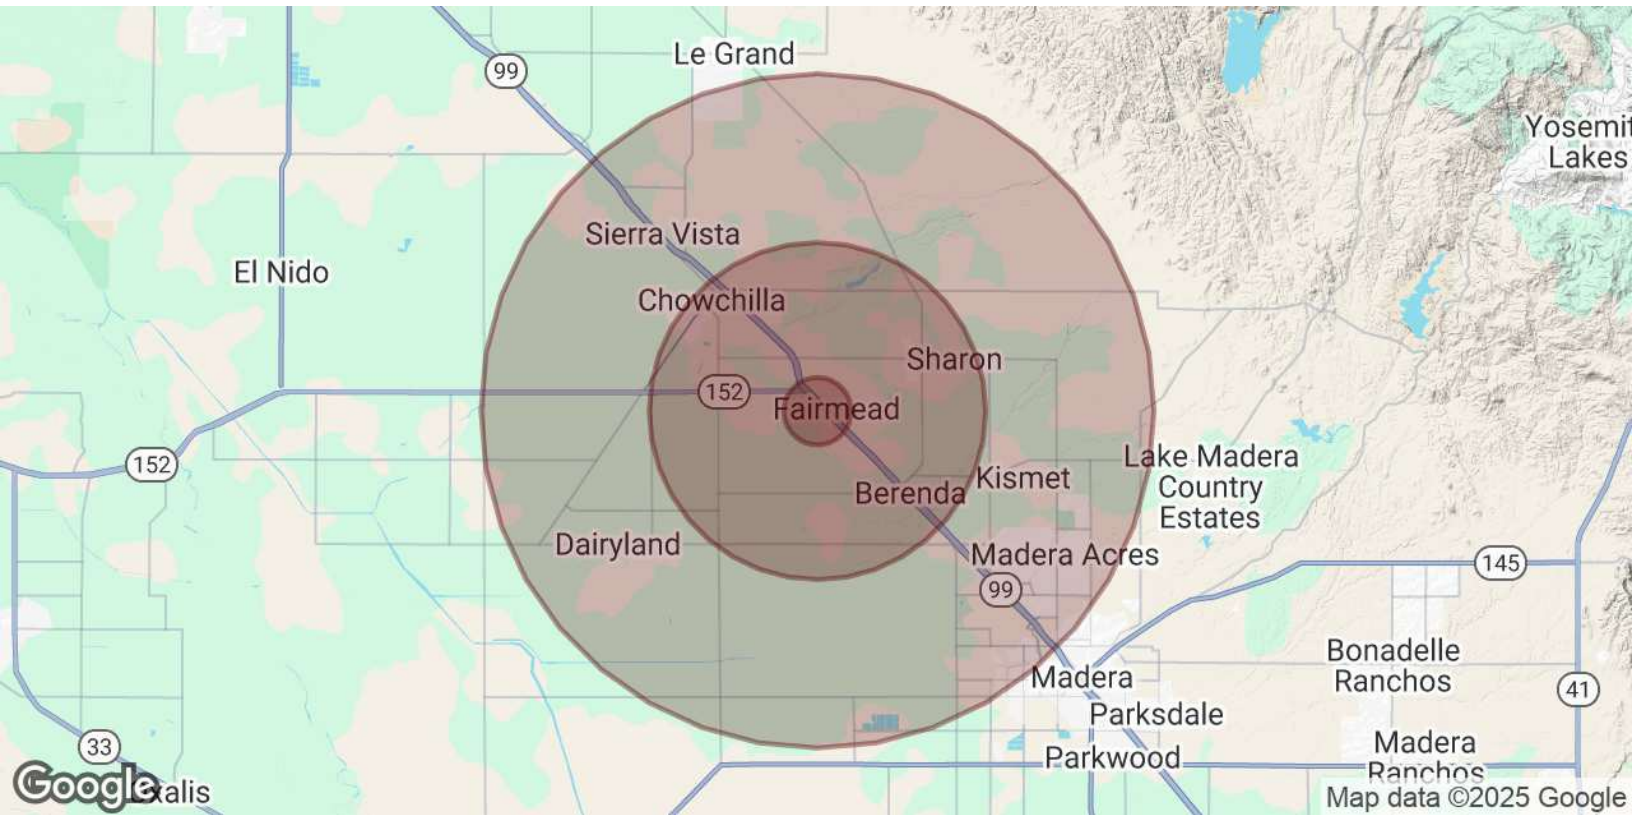 Le Grand
99
Yosemit
Lakes
Sierra Vista
El Nido
Chowchilla
Sharon
152
Fairmead
152
Lake Madera
Country
Estates
Kismet
Berenda
Dairyland
Madera Acres
145
99
Bonadelle
Ranchos
Madera
41
Parksdale
33
Madera
Ranchos
Parkwood
Google
Oxalis
Map data ©2025 Google